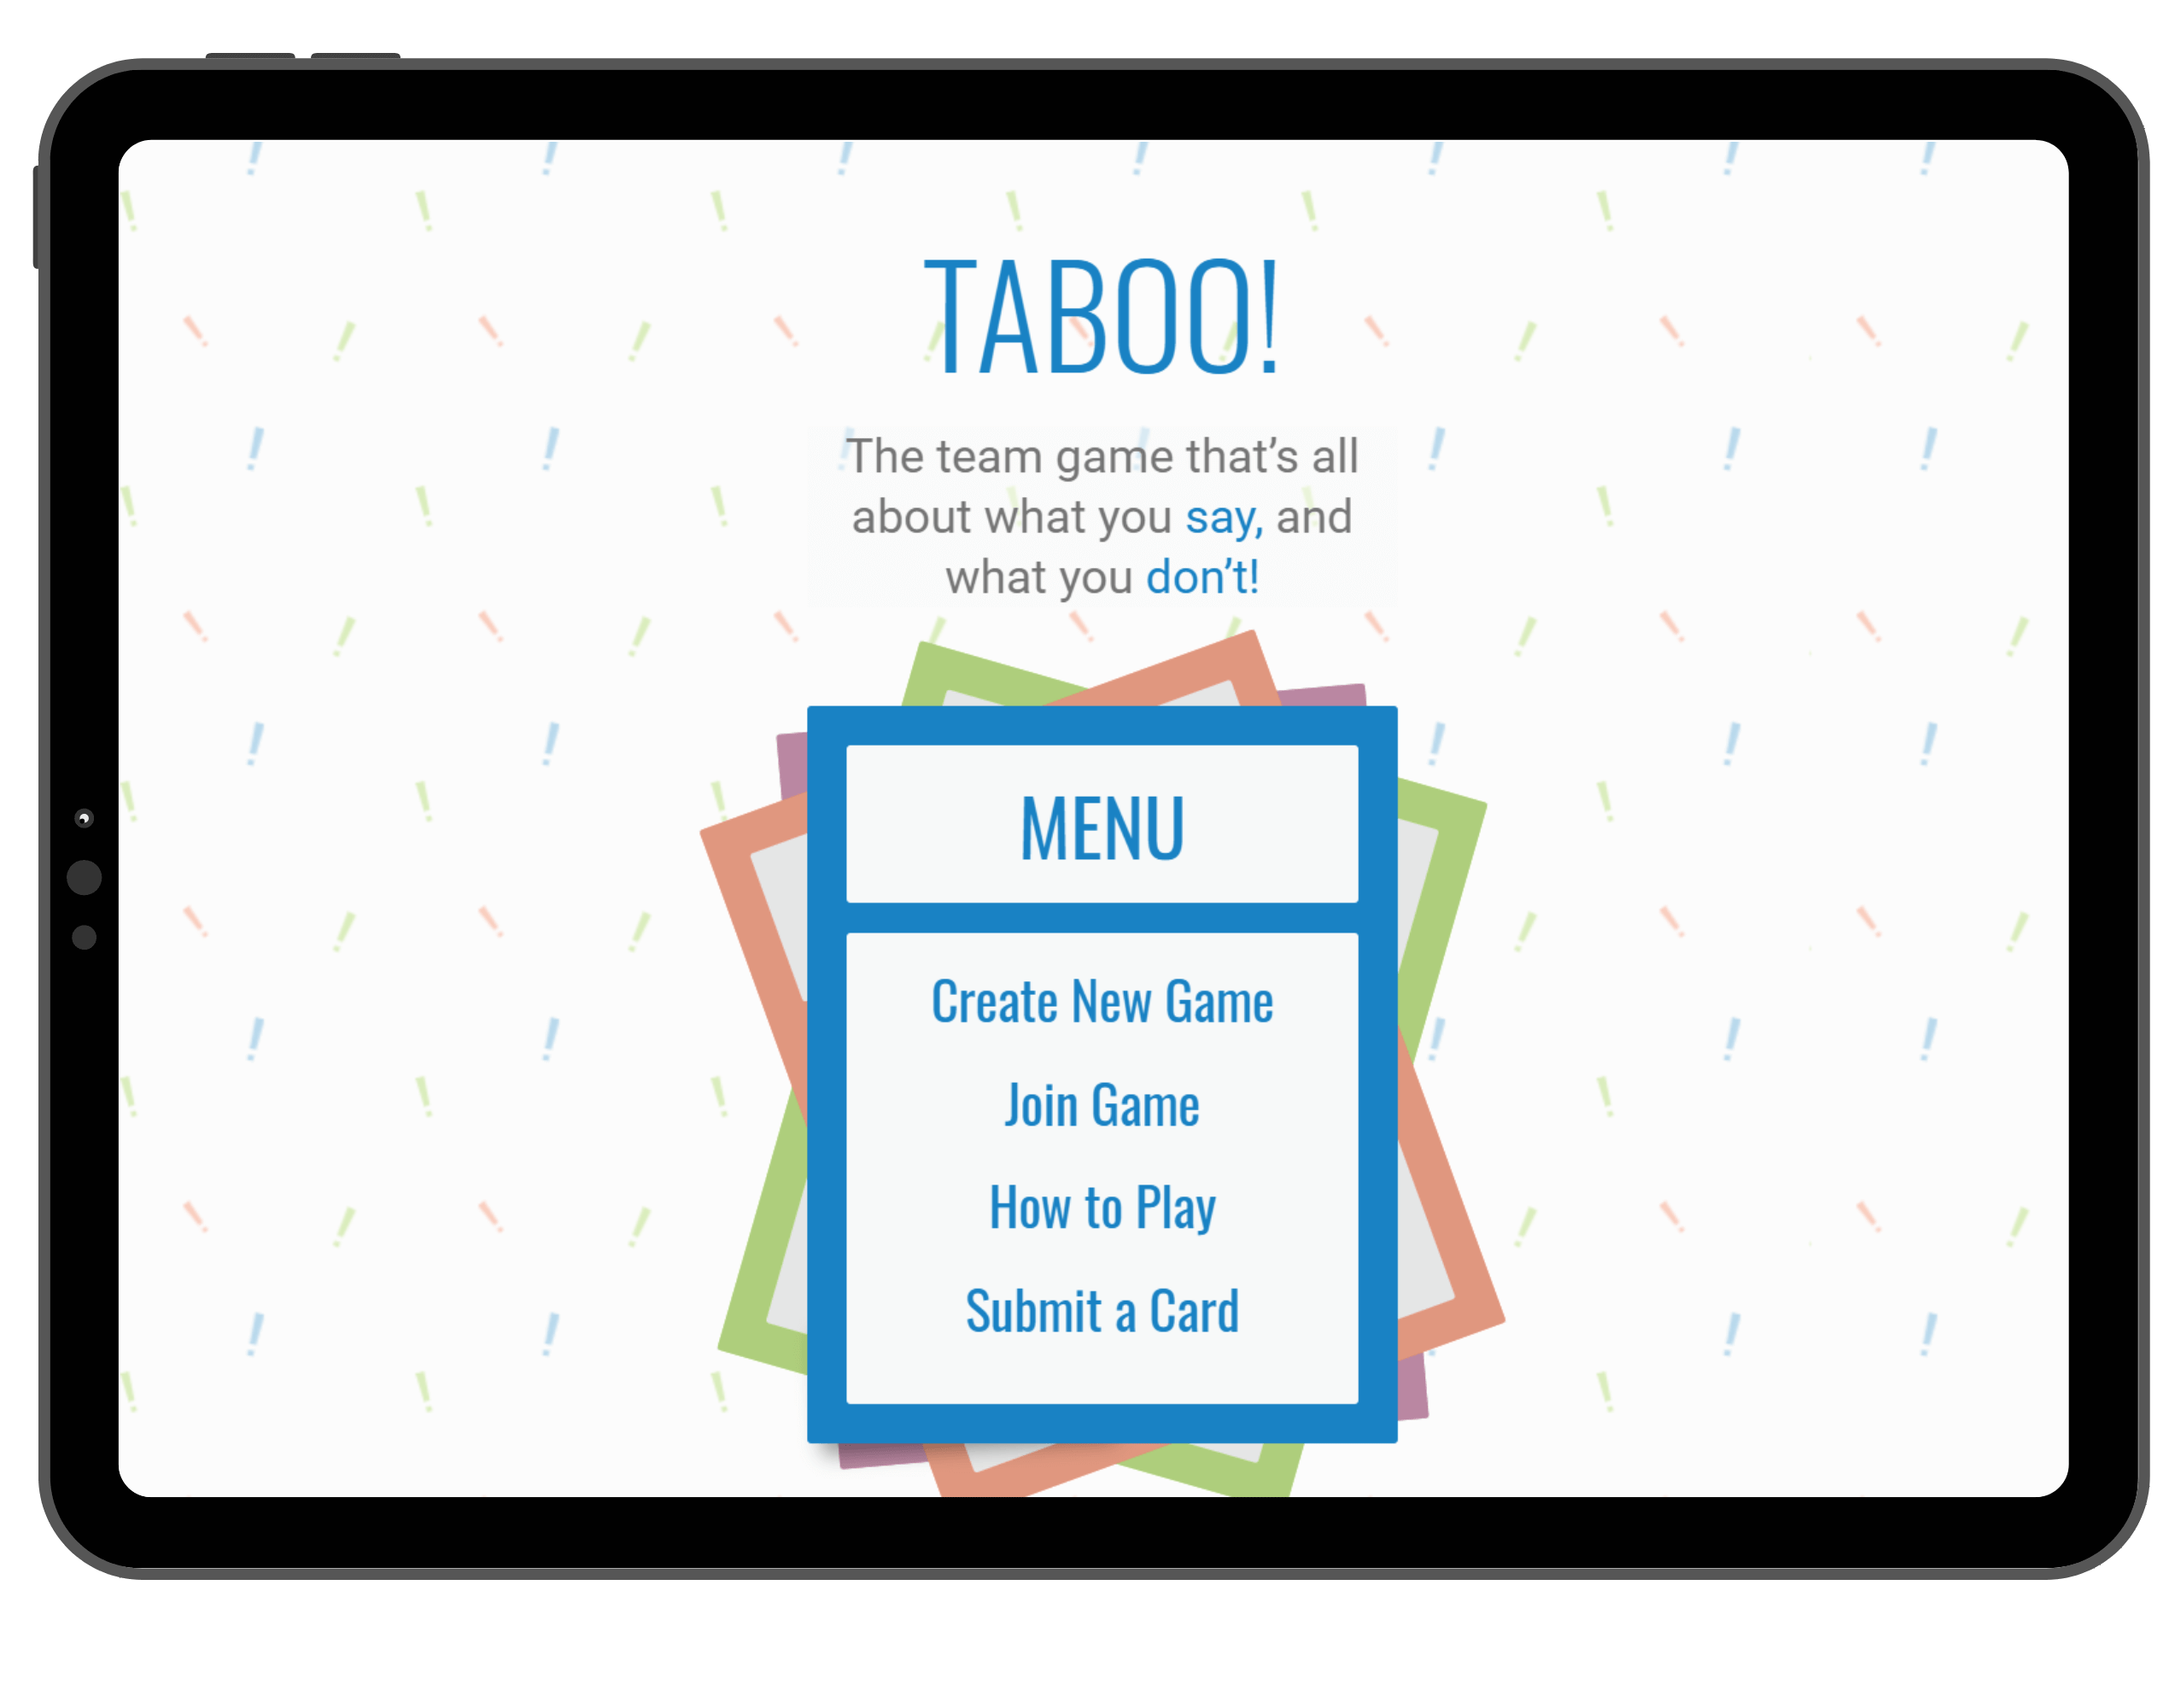 TABOO!
The team game that’s all
about what you say, and
what you don’t!
MENU
Create New Game
Join Game
How to Play
Submit a Card